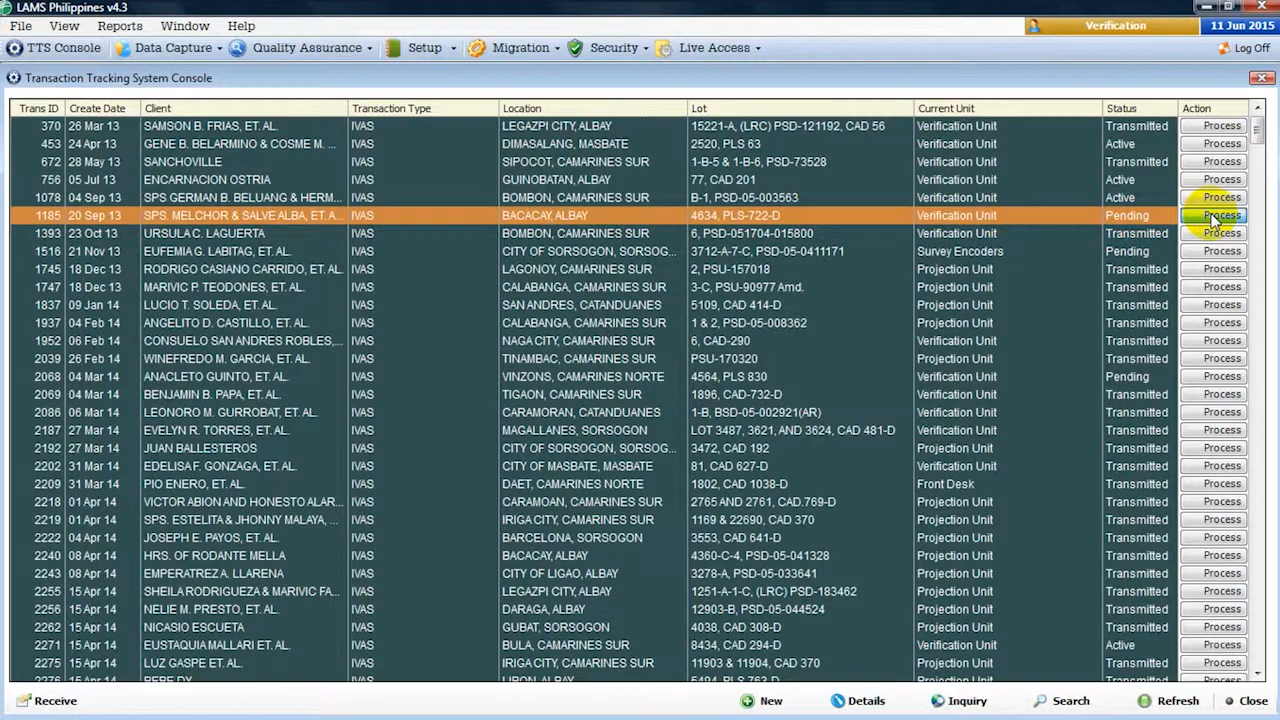 LAMS Philippines v4.3
File View Reports Window Help Verification 11 Jun 2015
TTS Console Data Capture Quality Assurance Setup Migration Security Live Access Log Off
Transaction Tracking System Console
Trans ID Create Date Client Transaction Type Location Lot Current Unit Status Action
370 26 Mar 13 SAMSON B. FRIAS, ET. AL. IVAS LEGAZPI CITY, ALBAY 15221-A, (LRC) PSD-121192, CAD 56 Verification Unit Transmitted Process
453 24 Apr 13 GENE B. BELARMINO & COSME M. ... IVAS DIMASALANG, MASBATE 2520, PLS 63 Verification Unit Active Process
672 28 May 13 SANCHOVILLE IVAS SIPOCOT, CAMARINES SUR 1-B-5 & 1-B-6, PSD-73528 Verification Unit Transmitted Process
756 05 Jul 13 ENCARNACION OSTRIA IVAS GUINOBATAN, ALBAY 77, CAD 201 Verification Unit Active Process
1078 04 Sep 13 SPS GERMAN B. BELUANG & HERM... IVAS BOMBON, CAMARINES SUR B-1, PSD-05-003563 Verification Unit Active Process
1185 20 Sep 13 SPS. MELCHOR & SALVE ALBA, ET. A... IVAS BACACAY, ALBAY 4634, PLS-722-D Verification Unit Pending Process
1393 23 Oct 13 URSULA C. LAGUERTA IVAS BOMBON, CAMARINES SUR 6, PSD-051704-015800 Verification Unit Transmitted Process
1516 21 Nov 13 EUFEMIA G. LABITAG, ET. AL. IVAS CITY OF SORSOGON, SORSOG... 3712-A-7-C, PSD-05-0411171 Survey Encoders Pending Process
1745 18 Dec 13 RODRIGO CASIANO CARRIDO, ET. AL. IVAS LAGONOY, CAMARINES SUR 2, PSU-157018 Projection Unit Transmitted Process
1747 18 Dec 13 MARIVIC P. TEODONES, ET. AL. IVAS CALABANGA, CAMARINES SUR 3-C, PSU-90977 Amd. Projection Unit Transmitted Process
1837 09 Jan 14 LUCIO T. SOLEDA, ET. AL. IVAS SAN ANDRES, CATANDUANES 5109, CAD 414-D Projection Unit Transmitted Process
1937 04 Feb 14 ANGELITO D. CASTILLO, ET. AL. IVAS CALABANGA, CAMARINES SUR 1 & 2, PSD-05-008362 Projection Unit Transmitted Process
1952 06 Feb 14 CONSUELO SAN ANDRES ROBLES,... IVAS NAGA CITY, CAMARINES SUR 6, CAD-290 Verification Unit Transmitted Process
2039 26 Feb 14 WINEFREDO M. GARCIA, ET. AL. IVAS TINAMBAC, CAMARINES SUR PSU-170320 Projection Unit Transmitted Process
2068 04 Mar 14 ANACLETO GUINTO, ET. AL. IVAS VINZONS, CAMARINES NORTE 4564, PLS 830 Verification Unit Pending Process
2069 04 Mar 14 BENJAMIN B. PAPA, ET. AL. IVAS TIGAON, CAMARINES SUR 1896, CAD-732-D Verification Unit Transmitted Process
2086 06 Mar 14 LEONORO M. GURROBAT, ET. AL. IVAS CARAMORAN, CATANDUANES 1-B, BSD-05-002921(AR) Verification Unit Transmitted Process
2187 27 Mar 14 EVELYN R. TORRES, ET. AL. IVAS MAGALLANES, SORSOGON LOT 3487, 3621, AND 3624, CAD 481-D Verification Unit Transmitted Process
2192 27 Mar 14 JUAN BALLESTEROS IVAS CITY OF SORSOGON, SORSOG... 3472, CAD 192 Projection Unit Transmitted Process
2202 31 Mar 14 EDELISA F. GONZAGA, ET. AL. IVAS CITY OF MASBATE, MASBATE 81, CAD 627-D Verification Unit Transmitted Process
2209 31 Mar 14 PIO ENERO, ET. AL. IVAS DAET, CAMARINES NORTE 1802, CAD 1038-D Front Desk Transmitted Process
2218 01 Apr 14 VICTOR ABION AND HONESTO ALAR... IVAS CARAMOAN, CAMARINES SUR 2765 AND 2761, CAD 769-D Projection Unit Transmitted Process
2219 01 Apr 14 SPS. ESTELITA & JHONNY MALAYA, ... IVAS IRIGA CITY, CAMARINES SUR 1169 & 22690, CAD 370 Projection Unit Transmitted Process
2222 04 Apr 14 JOSEPH E. PAYOS, ET. AL. IVAS BARCELONA, SORSOGON 3553, CAD 641-D Projection Unit Transmitted Process
2240 08 Apr 14 HRS. OF RODANTE MELLA IVAS BACACAY, ALBAY 4360-C-4, PSD-05-041328 Projection Unit Transmitted Process
2243 08 Apr 14 EMPERATREZ A. LLARENA IVAS CITY OF LIGAO, ALBAY 3278-A, PSD-05-033641 Projection Unit Transmitted Process
2255 15 Apr 14 SHEILA RODRIGUEZ & MARIVIC FA... IVAS LEGAZPI CITY, ALBAY 1251-A-1-C, (LRC) PSD-183462 Projection Unit Transmitted Process
2256 15 Apr 14 NELIE M. PRESTO, ET. AL. IVAS DARAGA, ALBAY 12903-B, PSD-05-044524 Projection Unit Transmitted Process
2262 15 Apr 14 NICASIO ESCUETA IVAS GUBAT, SORSOGON 4038, CAD 308-D Projection Unit Transmitted Process
2271 15 Apr 14 EUSTAQUIA MALLARI ET. AL. IVAS BULA, CAMARINES SUR 8434, CAD 294-D Verification Unit Active Process
2275 15 Apr 14 LUZ GASPE ET. AL. IVAS IRIGA CITY, CAMARINES SUR 11903 & 11904, CAD 370 Projection Unit Transmitted Process
2276 15 Apr 14 Projection Unit Transmitted Process
Receive New Details Inquiry Search Refresh Close